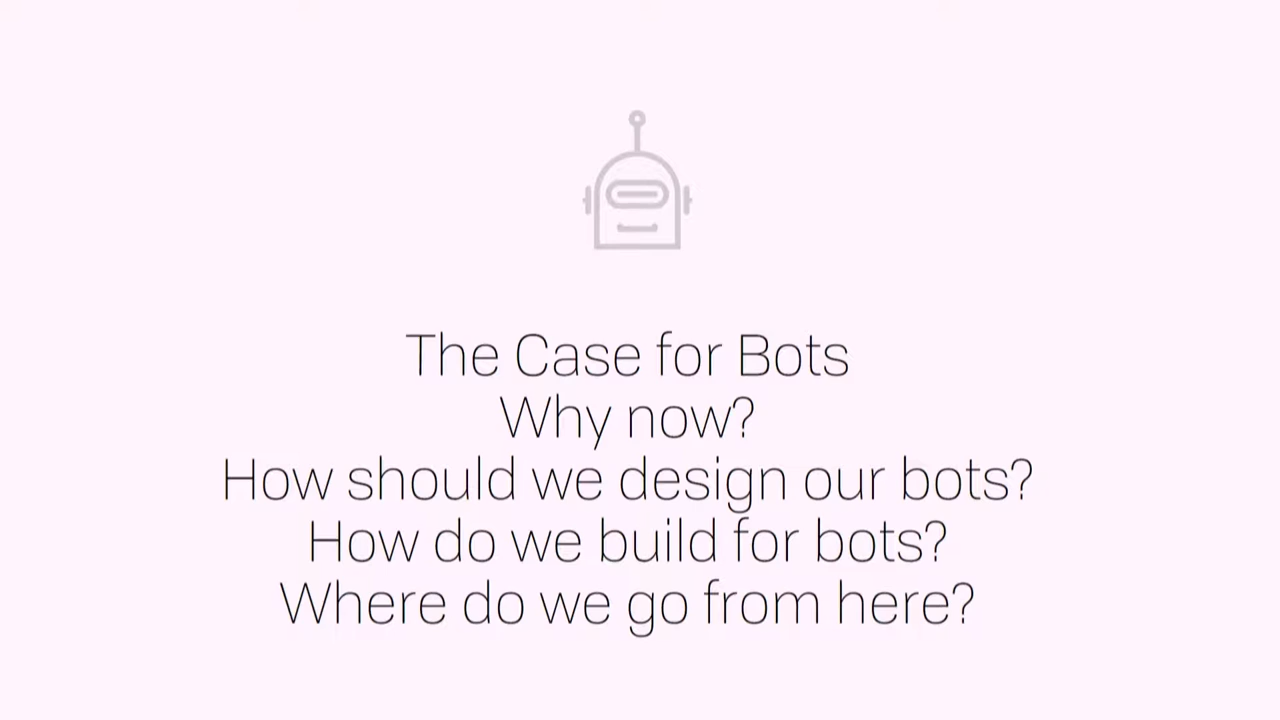 The Case for Bots
Why now?
How should we design our bots?
How do we build for bots?
Where do we go from here?